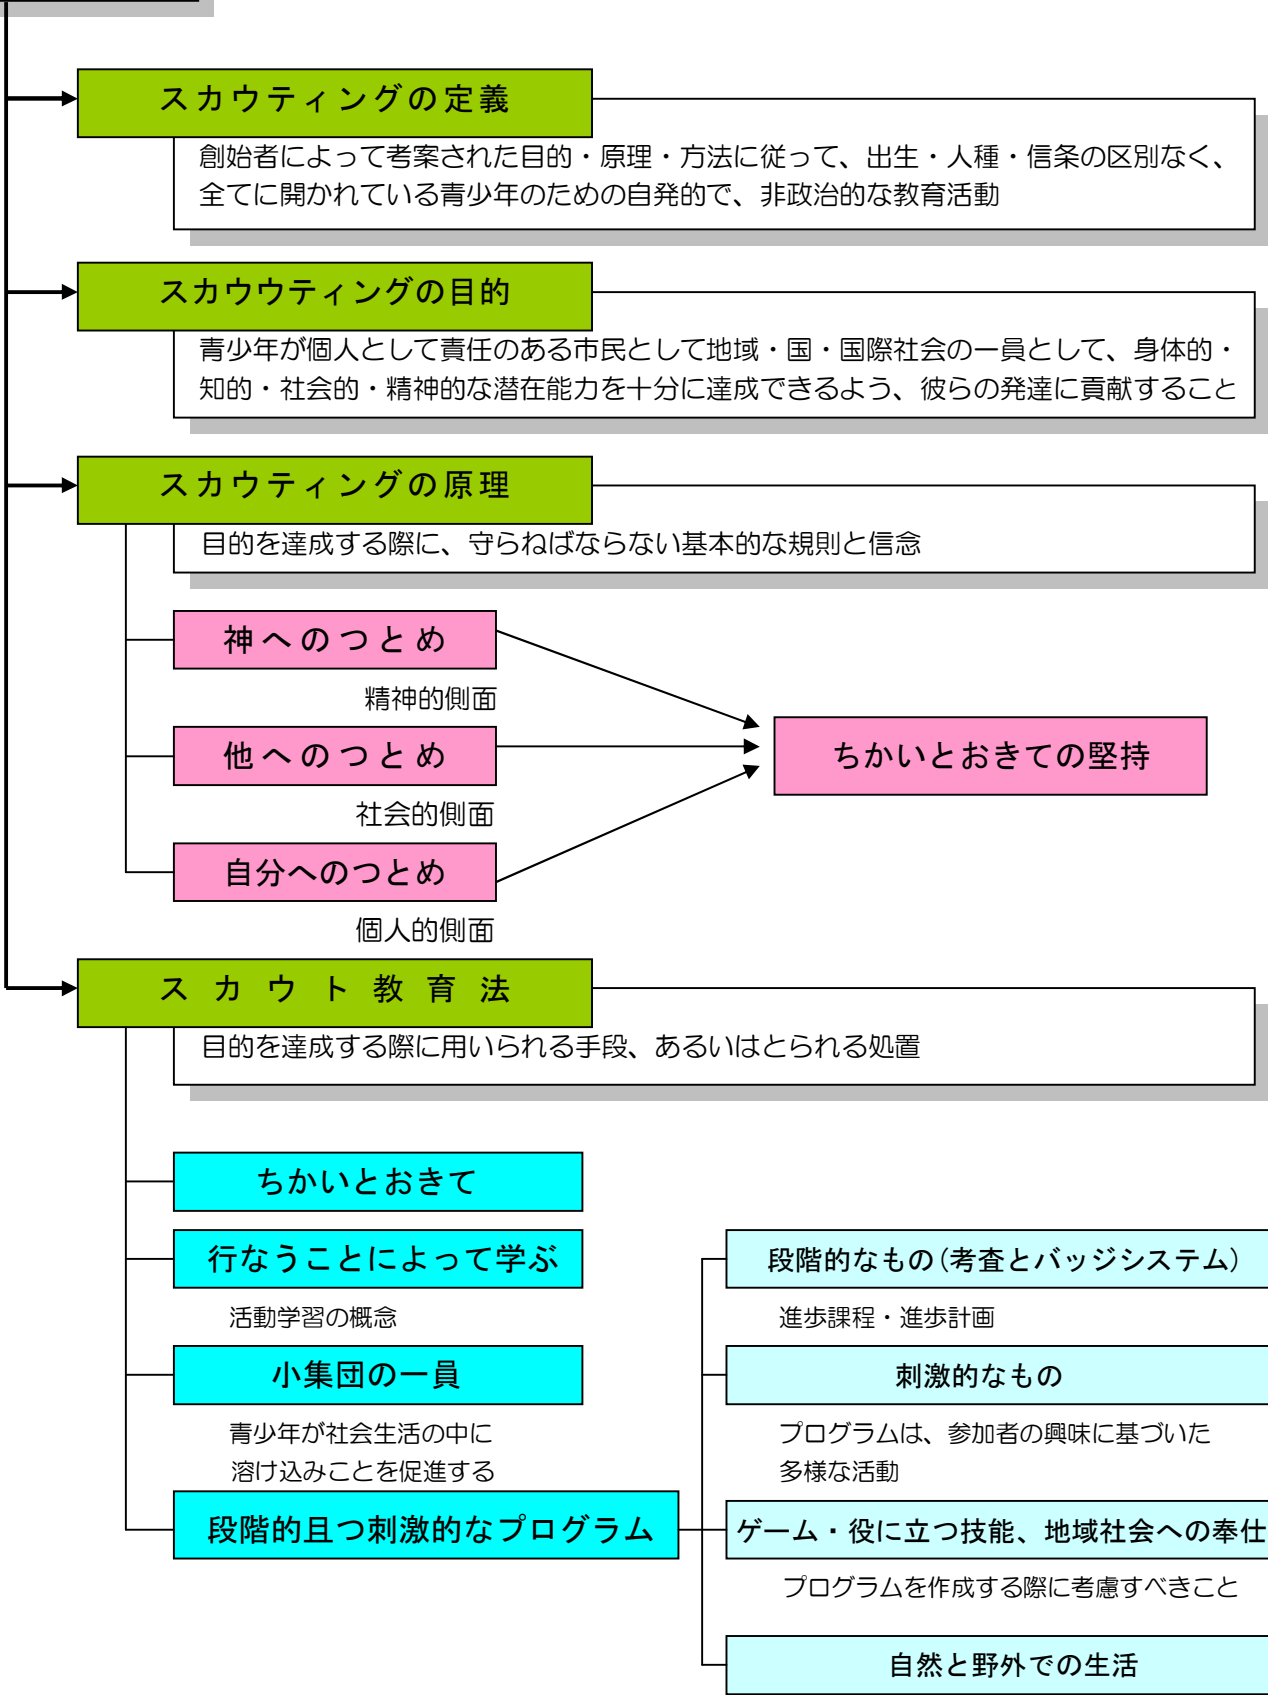 スカウティングの定義
創始者によって考案された目的・原理・方法に従って、出生・人種・信条の区別なく、
全てに開かれている青少年のための自発的で、非政治的な教育活動
スカウウティングの目的
青少年が個人として責任のある市民として地域・国・国際社会の一員として、身体的・
知的・社会的・精神的な潜在能力を十分に達成できるよう、彼らの発達に貢献すること
スカウティングの原理
目的を達成する際に、守らねばならない基本的な規則と信念
神へのつとめ
精神的側面
他へのつとめ
ちかいとおきての堅持
社会的側面
自分へのつとめ
個人的側面
スカウト教育法
目的を達成する際に用いられる手段、あるいはとられる処置
ちかいとおきて
行なうことによって学ぶ
活動学習の概念
小集団の一員
青少年が社会生活の中に
溶け込みことを促進する
段階的且つ刺激的なプログラム
段階的なもの(考査とバッジシステム)
進歩課程・進歩計画
刺激的なもの
プログラムは、参加者の興味に基づいた
多様な活動
ゲーム・役に立つ技能、地域社会への奉仕
プログラムを作成する際に考慮すべきこと
自然と野外での生活